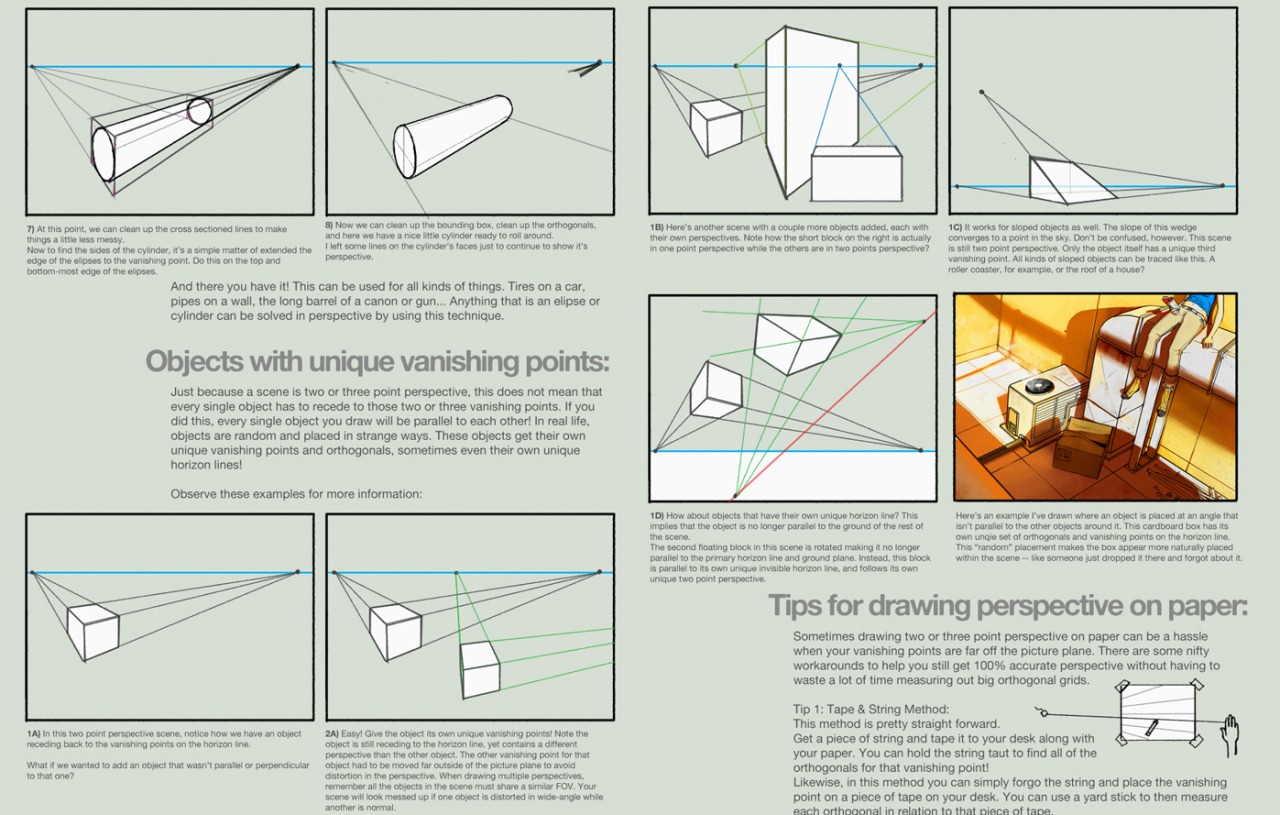 7) At this point, we can clean up the cross sectioned lines to make
things a little less messy.
Now to find the sides of the cylinder, it's a simple matter of extended the
edge of the elipses to the vanishing point. Do this on the top and
bottom-most edge of the elipses.
8) Now we can clean up the bounding box, clean up the orthogonals,
and here we have a nice little cylinder ready to roll around.
I left some lines on the cylinder's faces just to continue to show it's
perspective.
And there you have it! This can be used for all kinds of things. Tires on a car,
pipes on a wall, the long barrel of a canon or gun... Anything that is an elipse or
cylinder can be solved in perspective by using this technique.
Objects with unique vanishing points:
Just because a scene is two or three point perspective, this does not mean that
every single object has to recede to those two or three vanishing points. If you
did this, every single object you draw will be parallel to each other! In real life,
objects are random and placed in strange ways. These objects get their own
unique vanishing points and orthogonals, sometimes even their own unique
horizon lines!
Observe these examples for more information:
1A) In this two point perspective scene, notice how we have an object
receding back to the vanishing points on the horizon line.
What if we wanted to add an object that wasn't parallel or perpendicular
to that one?
2A) Easy! Give the object its own unique vanishing points! Note the
object is still receding to the horizon line, yet contains a different
perspective than the other object. The other vanishing point for that
object had to be moved far outside of the picture plane to avoid
distortion in the perspective. When drawing multiple perspectives,
remember all the objects in the scene must share a similar FOV. Your
scene will look messed up if one object is distorted in wide-angle while
another is normal.
1B) Here's another scene with a couple more objects added, each with
their own perspectives. Note how the short block on the right is actually
in one point perspective while the others are in two points perspective?
1C) It works for sloped objects as well. The slope of this wedge
converges to a point in the sky. Don't be confused, however. This scene
is still two point perspective. Only the object itself has a unique third
vanishing point. All kinds of sloped objects can be traced like this. A
roller coaster, for example, or the roof of a house?
1D) How about objects that have their own unique horizon line? This
implies that the object is no longer parallel to the ground of the rest of
the scene.
The second floating block in this scene is rotated making it no longer
parallel to the primary horizon line and ground plane. Instead, this block
is parallel to its own unique invisible horizon line, and follows its own
unique two point perspective.
Here's an example I've drawn where an object is placed at an angle that
isn't parallel to the other objects around it. This cardboard box has its
own unqie set of orthogonals and vanishing points on the horizon line.
This "random" placement makes the box appear more naturally placed
within the scene -- like someone just dropped it there and forgot about it.
Tips for drawing perspective on paper:
Sometimes drawing two or three point perspective on paper can be a hassle
when your vanishing points are far off the picture plane. There are some nifty
workarounds to help you still get 100% accurate perspective without having to
waste a lot of time measuring out big orthogonal grids.
Tip 1: Tape & String Method:
This method is pretty straight forward.
Get a piece of string and tape it to your desk along with
your paper. You can hold the string taut to find all of the
orthogonals for that vanishing point!
Likewise, in this method you can simply forgo the string and place the vanishing
point on a piece of tape on your desk. You can use a yard stick to then measure
each orthogonal in relation to that piece of tape.